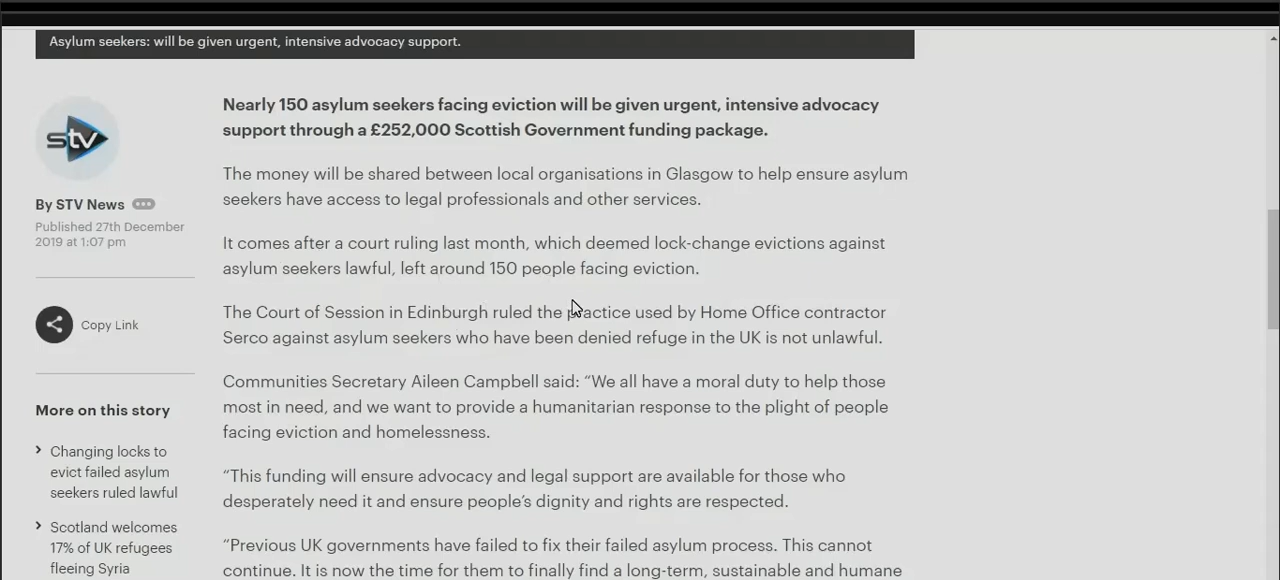 Asylum seekers: will be given urgent, intensive advocacy support.
stv
By STV News
Published 27th December
2019 at 1:07 pm
Copy Link
More on this story
Changing locks to
evict failed asylum
seekers ruled lawful
Scotland welcomes
17% of UK refugees
fleeing Syria
Nearly 150 asylum seekers facing eviction will be given urgent, intensive advocacy
support through a £252,000 Scottish Government funding package.
The money will be shared between local organisations in Glasgow to help ensure asylum
seekers have access to legal professionals and other services.
It comes after a court ruling last month, which deemed lock-change evictions against
asylum seekers lawful, left around 150 people facing eviction.
The Court of Session in Edinburgh ruled the practice used by Home Office contractor
Serco against asylum seekers who have been denied refuge in the UK is not unlawful.
Communities Secretary Aileen Campbell said: “We all have a moral duty to help those
most in need, and we want to provide a humanitarian response to the plight of people
facing eviction and homelessness.
“This funding will ensure advocacy and legal support are available for those who
desperately need it and ensure people’s dignity and rights are respected.
“Previous UK governments have failed to fix their failed asylum process. This cannot
continue. It is now the time for them to finally find a long-term, sustainable and humane